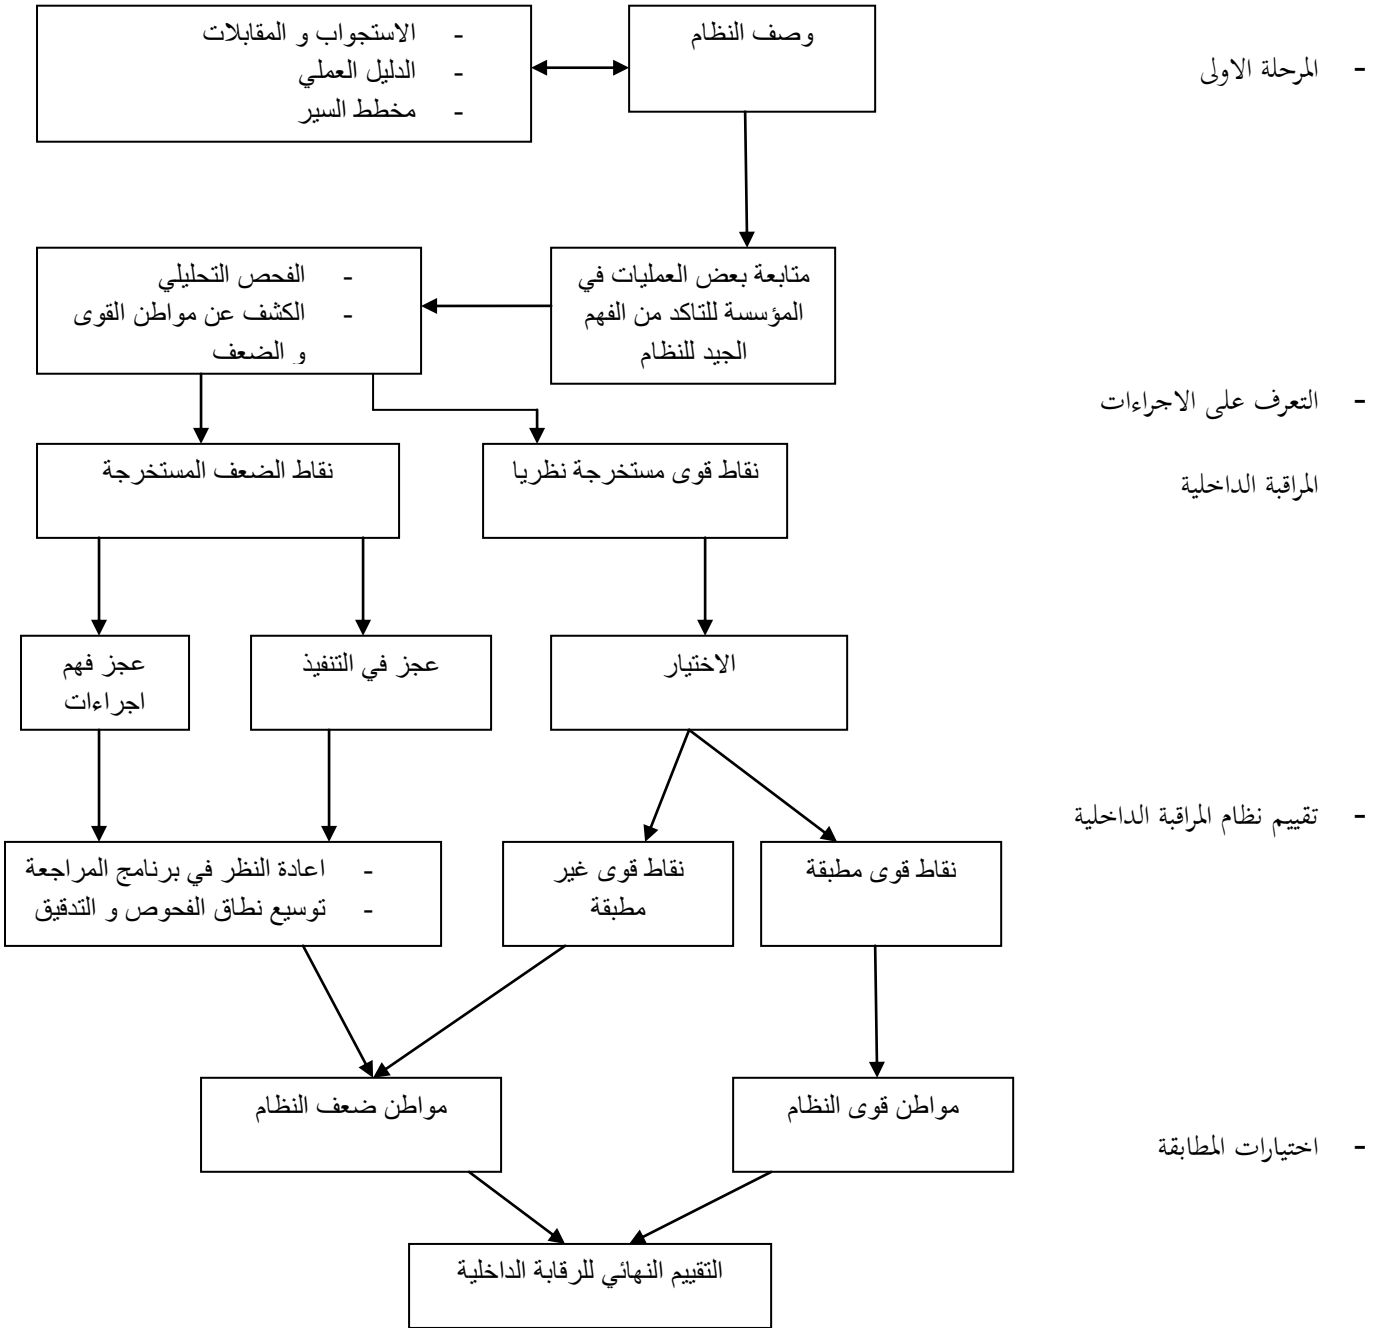 وصف النظام
- الاستجواب و المقابلات
- الدليل العملي
- مخطط السير
- المرحلة الاولى
متابعة بعض العمليات في
المؤسسة للتاكد من الفهم
الجيد للنظام
- الفحص التحليلي
- الكشف عن مواطن القوى
و الضعف
- التعرف على الاجراءات
المراقبة الداخلية
نقاط قوى مستخرجة نظريا
نقاط الضعف المستخرجة
الاختيار
عجز في التنفيذ
عجز فهم
اجراءات
- تقييم نظام المراقبة الداخلية
نقاط قوى مطبقة
نقاط قوى غير
مطبقة
- اعادة النظر في برنامج المراجعة
- توسيع نطاق الفحوص و التدقيق
مواطن قوى النظام
مواطن ضعف النظام
- اختيارات المطابقة
التقييم النهائي للرقابة الداخلية